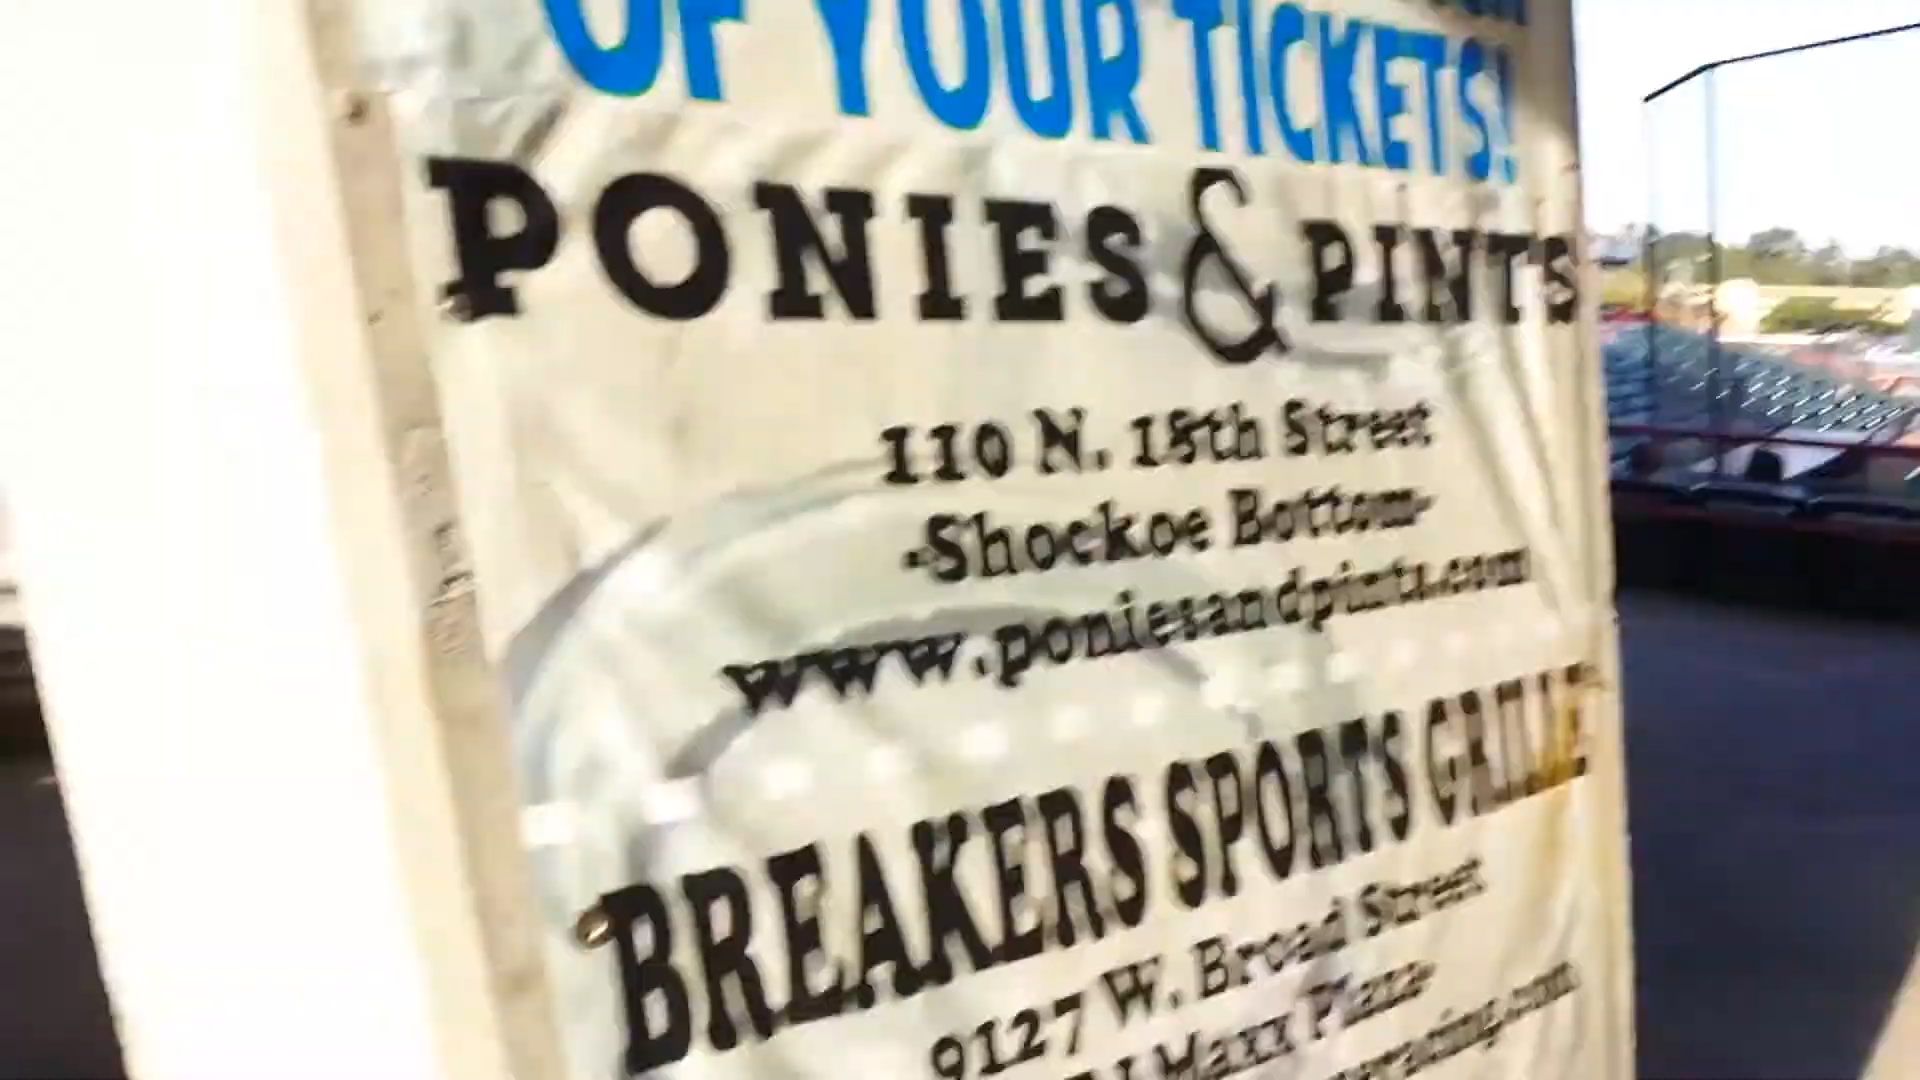 OF YOUR TICKETS!
PONIES & PINTS
110 N. 18th Street
-Shockoe Bottom-
www.poniesandpints.com
BREAKERS SPORTS GRILLE
9127 W. Broad Street
Maxx Plaza-